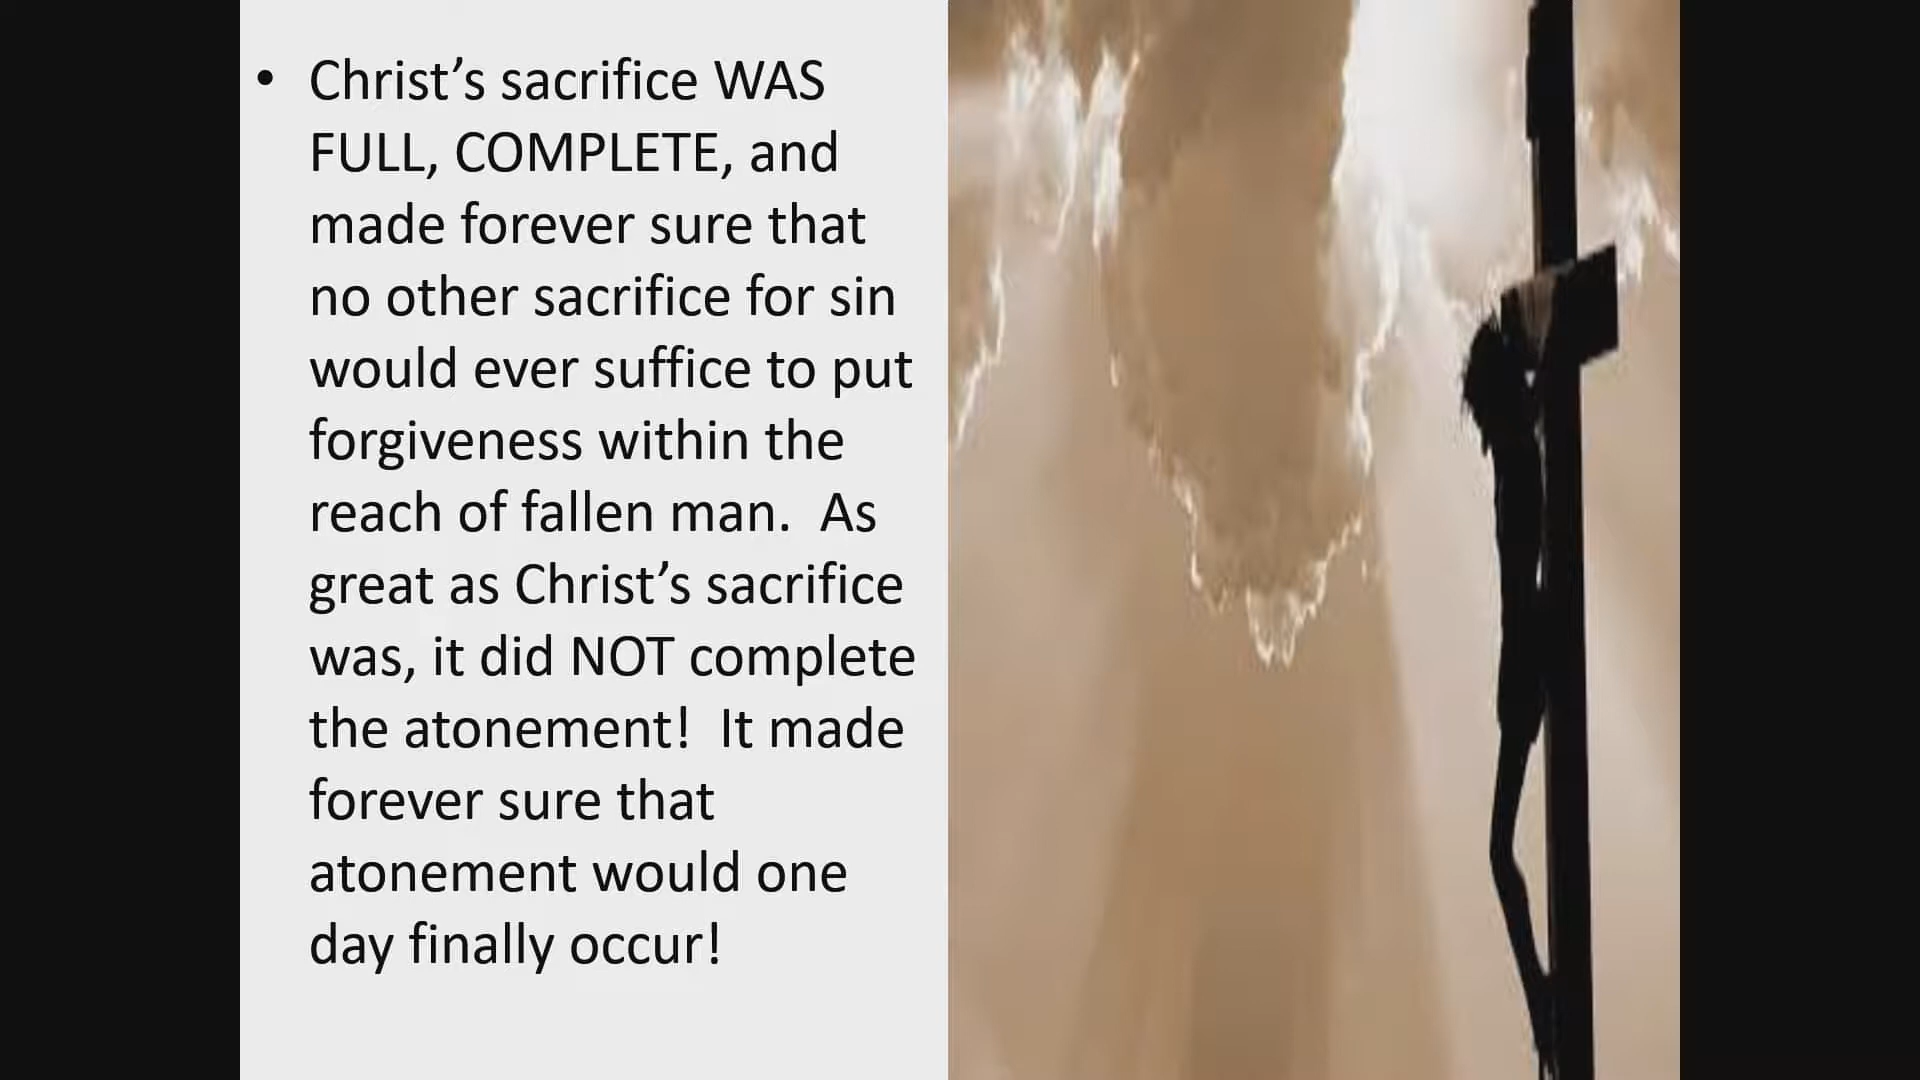 • Christ’s sacrifice WAS
FULL, COMPLETE, and
made forever sure that
no other sacrifice for sin
would ever suffice to put
forgiveness within the
reach of fallen man.  As
great as Christ’s sacrifice
was, it did NOT complete
the atonement!  It made
forever sure that
atonement would one
day finally occur!